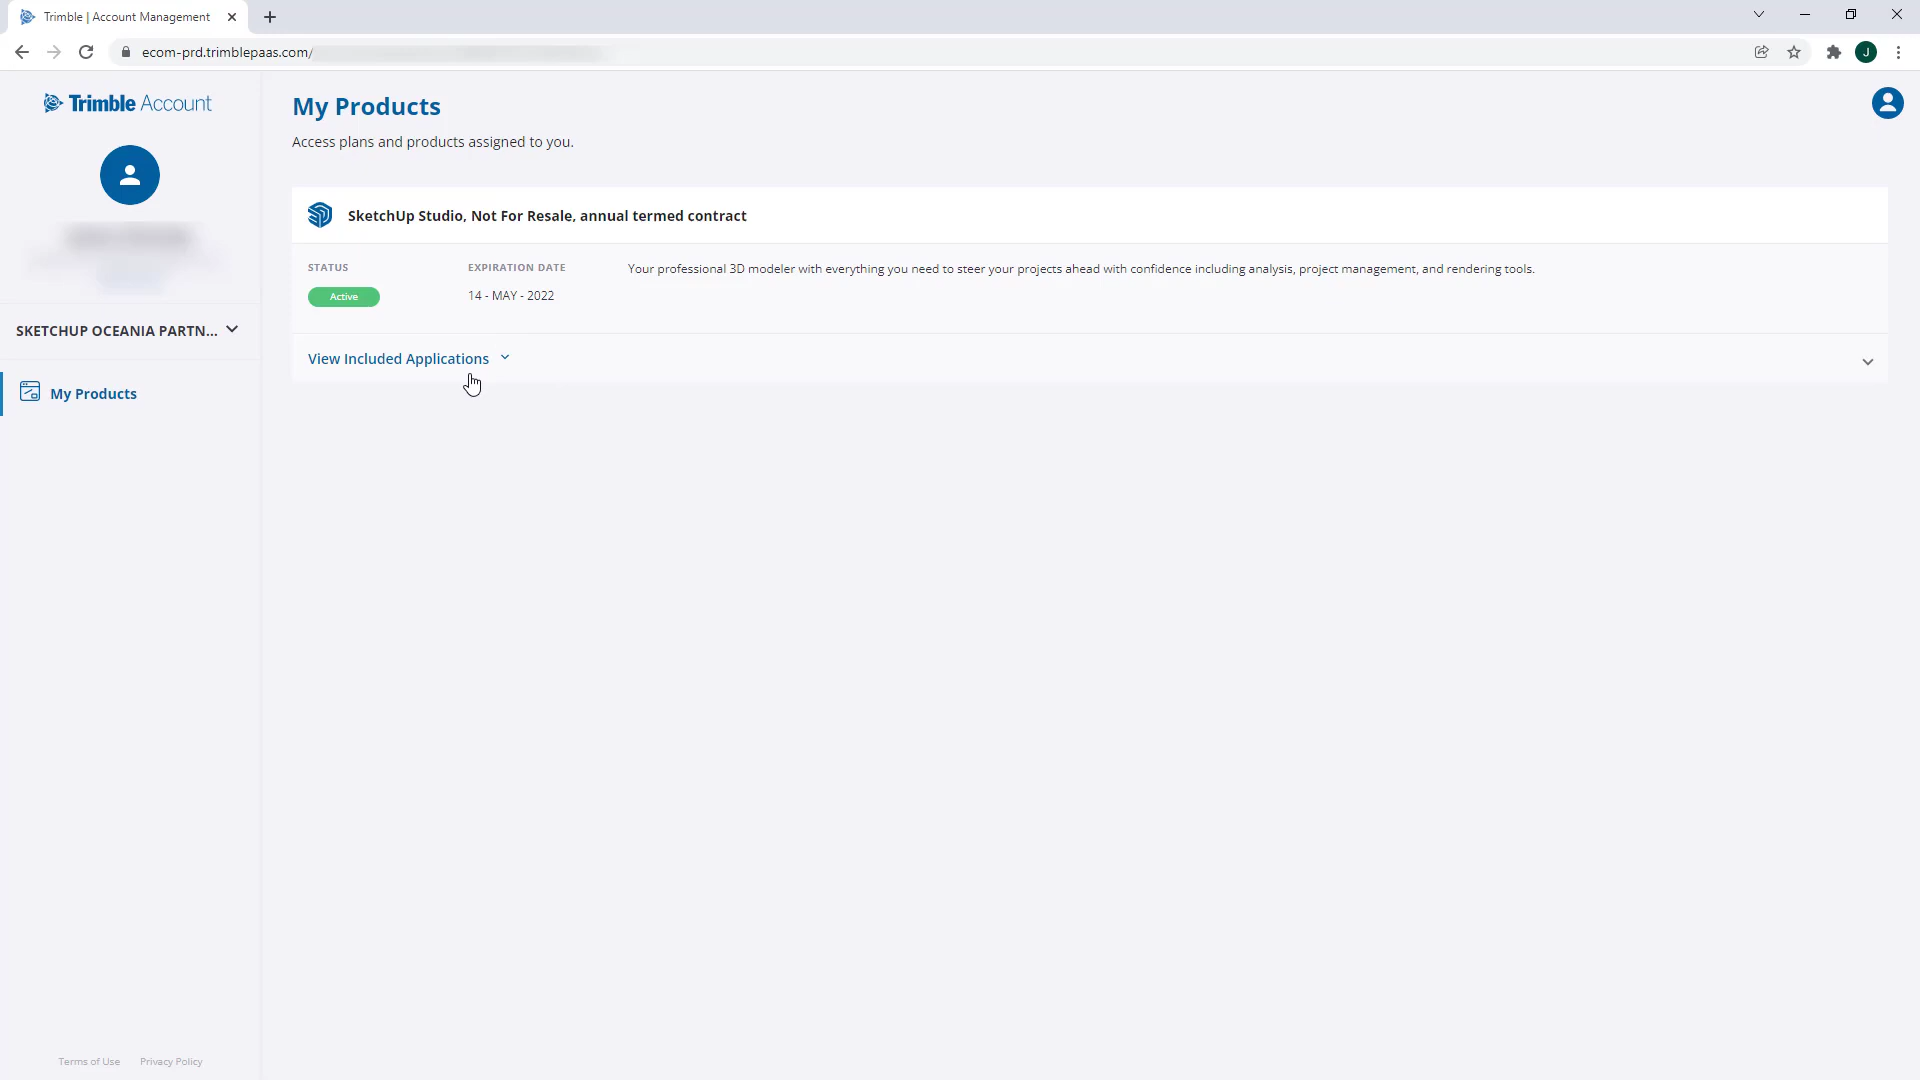 Trimble | Account Management
ecom-prd.trimblepaas.com/
J
Trimble Account
My Products
Access plans and products assigned to you.
SketchUp Studio, Not For Resale, annual termed contract
STATUS
Active
EXPIRATION DATE
14 - MAY - 2022
Your professional 3D modeler with everything you need to steer your projects ahead with confidence including analysis, project management, and rendering tools.
View Included Applications
SKETCHUP OCEANIA PARTN...
My Products
Terms of Use Privacy Policy